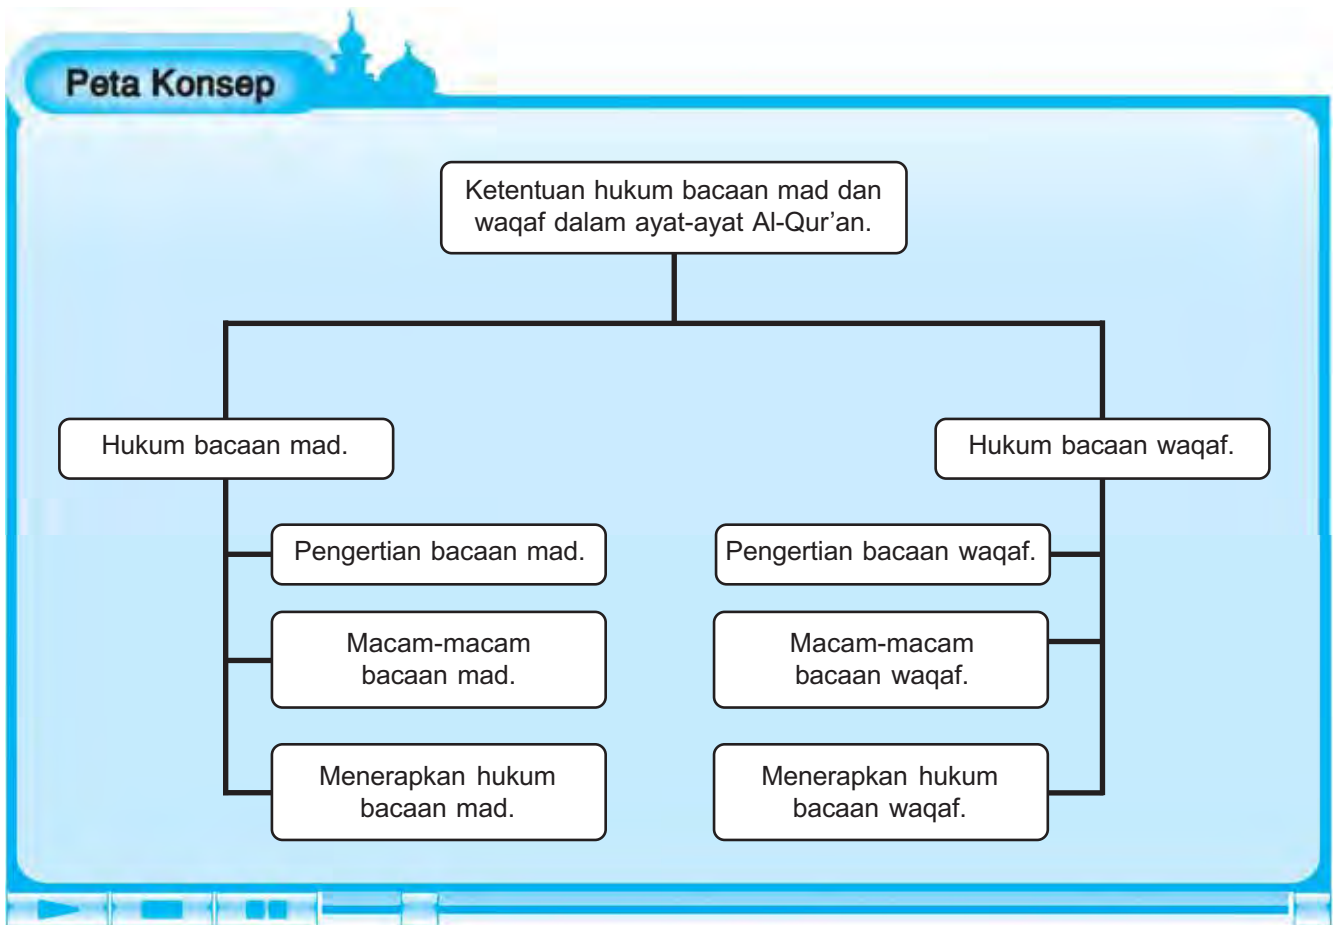 Peta Konsep
Ketentuan hukum bacaan mad dan
waqaf dalam ayat-ayat Al-Qur’an.
Hukum bacaan mad.
Hukum bacaan waqaf.
Pengertian bacaan mad.
Pengertian bacaan waqaf.
Macam-macam
bacaan mad.
Macam-macam
bacaan waqaf.
Menerapkan hukum
bacaan mad.
Menerapkan hukum
bacaan waqaf.